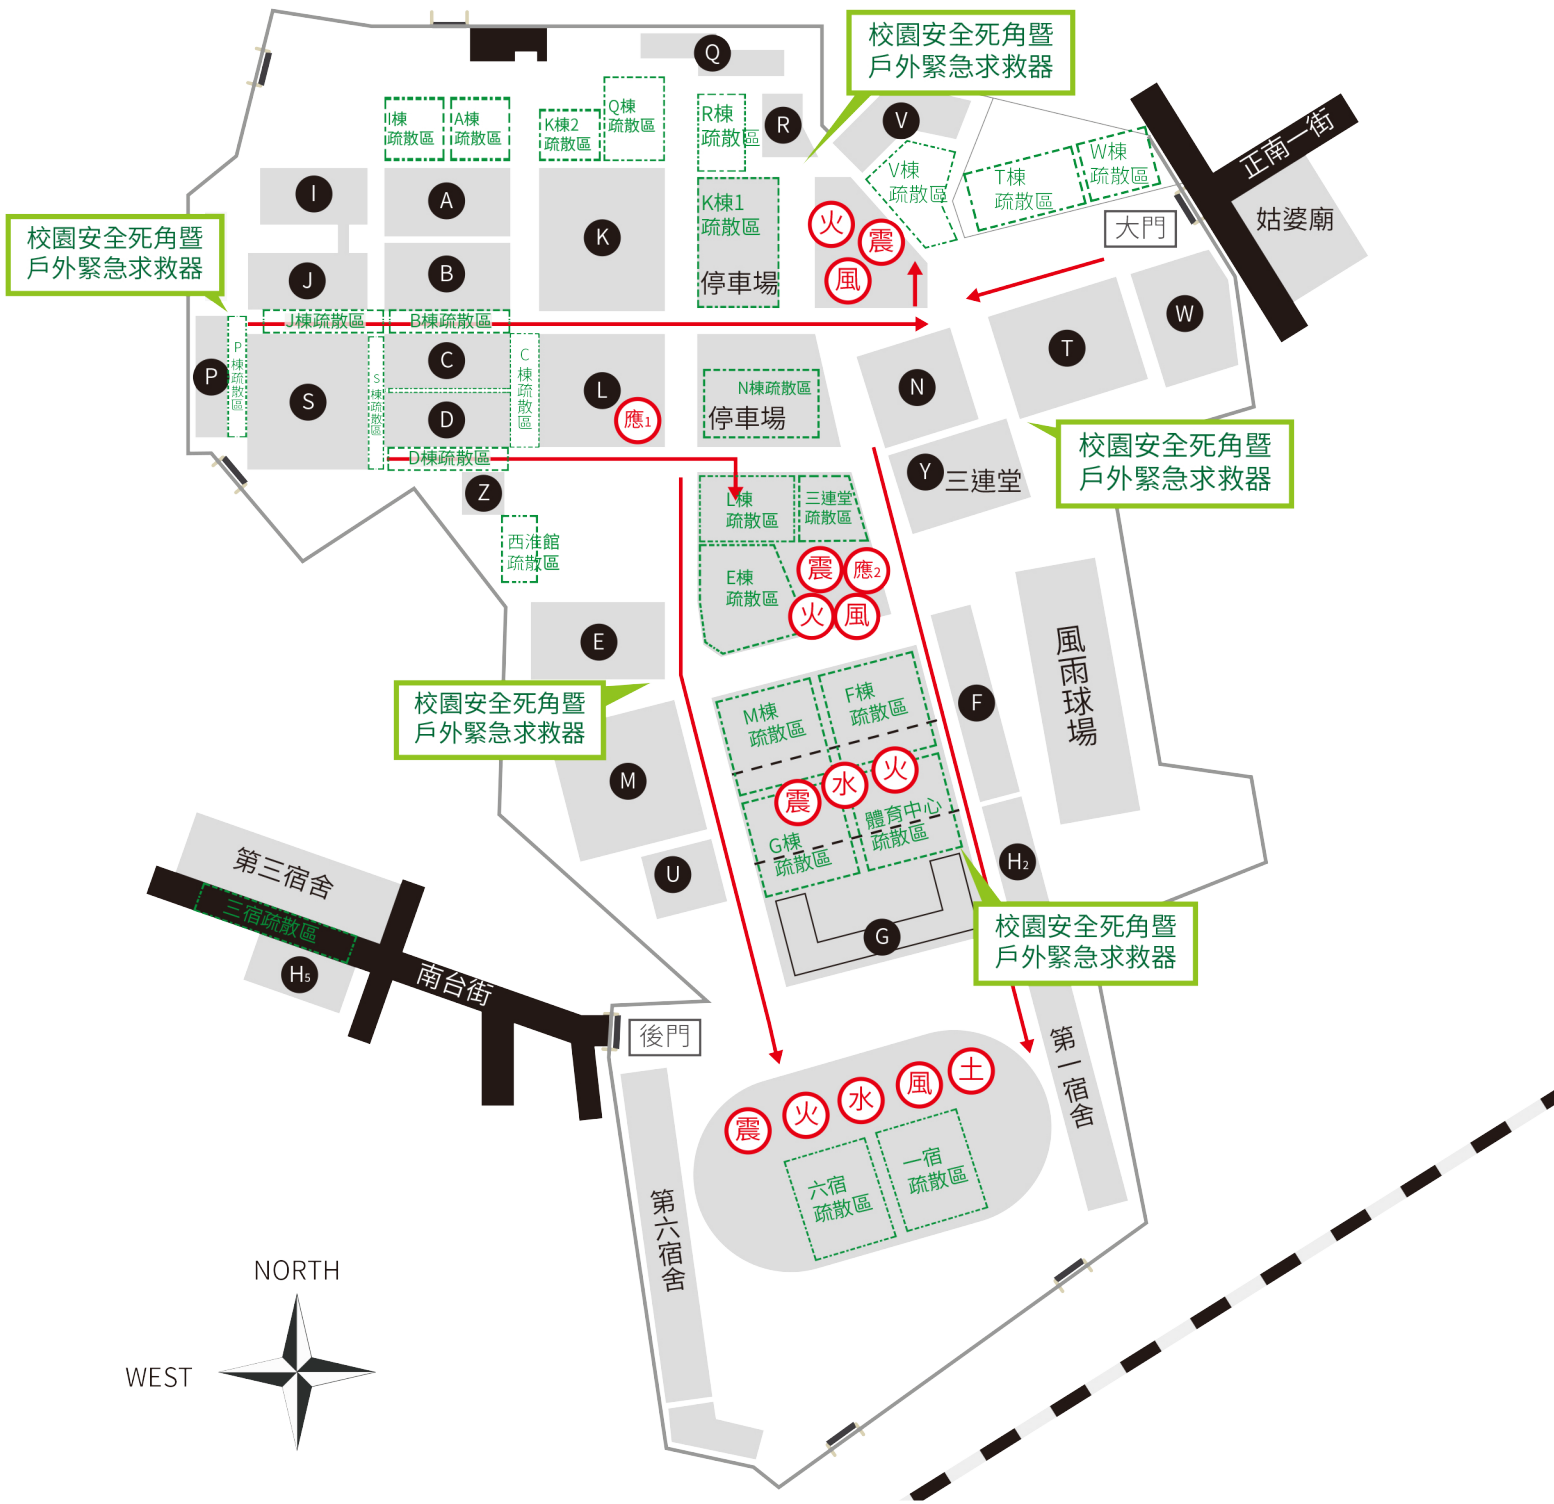 校園安全死角暨
戶外緊急求救器
Q
R
V
I棟
疏散區
A棟
疏散區
K棟2
疏散區
Q棟
疏散區
R棟
疏散區
V棟
疏散區
T棟
疏散區
W棟
疏散區
正南一街
姑婆廟
大門
I
A
K
K棟1
疏散區
停車場
火
震
風
校園安全死角暨
戶外緊急求救器
J
B
J棟疏散區
B棟疏散區
P
P棟疏散區
S
S棟疏散區
C
C棟疏散區
D
D棟疏散區
L
應1
N棟疏散區
停車場
N
T
W
Y
三連堂
校園安全死角暨
戶外緊急求救器
Z
西淮館
疏散區
L棟
疏散區
三連堂
疏散區
E棟
疏散區
震
應2
火
風
E
校園安全死角暨
戶外緊急求救器
M
U
M棟
疏散區
F棟
疏散區
震
水
火
G棟
疏散區
體育中心
疏散區
G
F
風雨球場
H2
校園安全死角暨
戶外緊急求救器
第三宿舍
三宿疏散區
H5
南台街
後門
第一宿舍
震
火
水
風
土
六宿
疏散區
一宿
疏散區
第六宿舍
NORTH
WEST